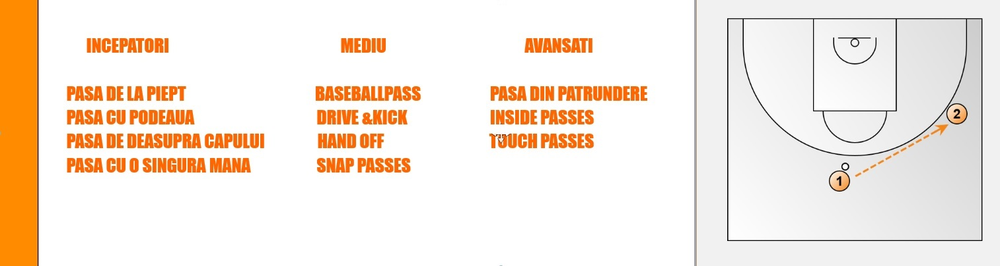 INCEPATORI
PASA DE LA PIEPT
PASA CU PODEAUA
PASA DE DEASUPRA CAPULUI
PASA CU O SINGURA MANA
MEDIU
BASEBALLPASS
DRIVE &KICK
HAND OFF
SNAP PASSES
AVANSATI
PASA DIN PATRUNDERE
INSIDE PASSES
TOUCH PASSES
2
1